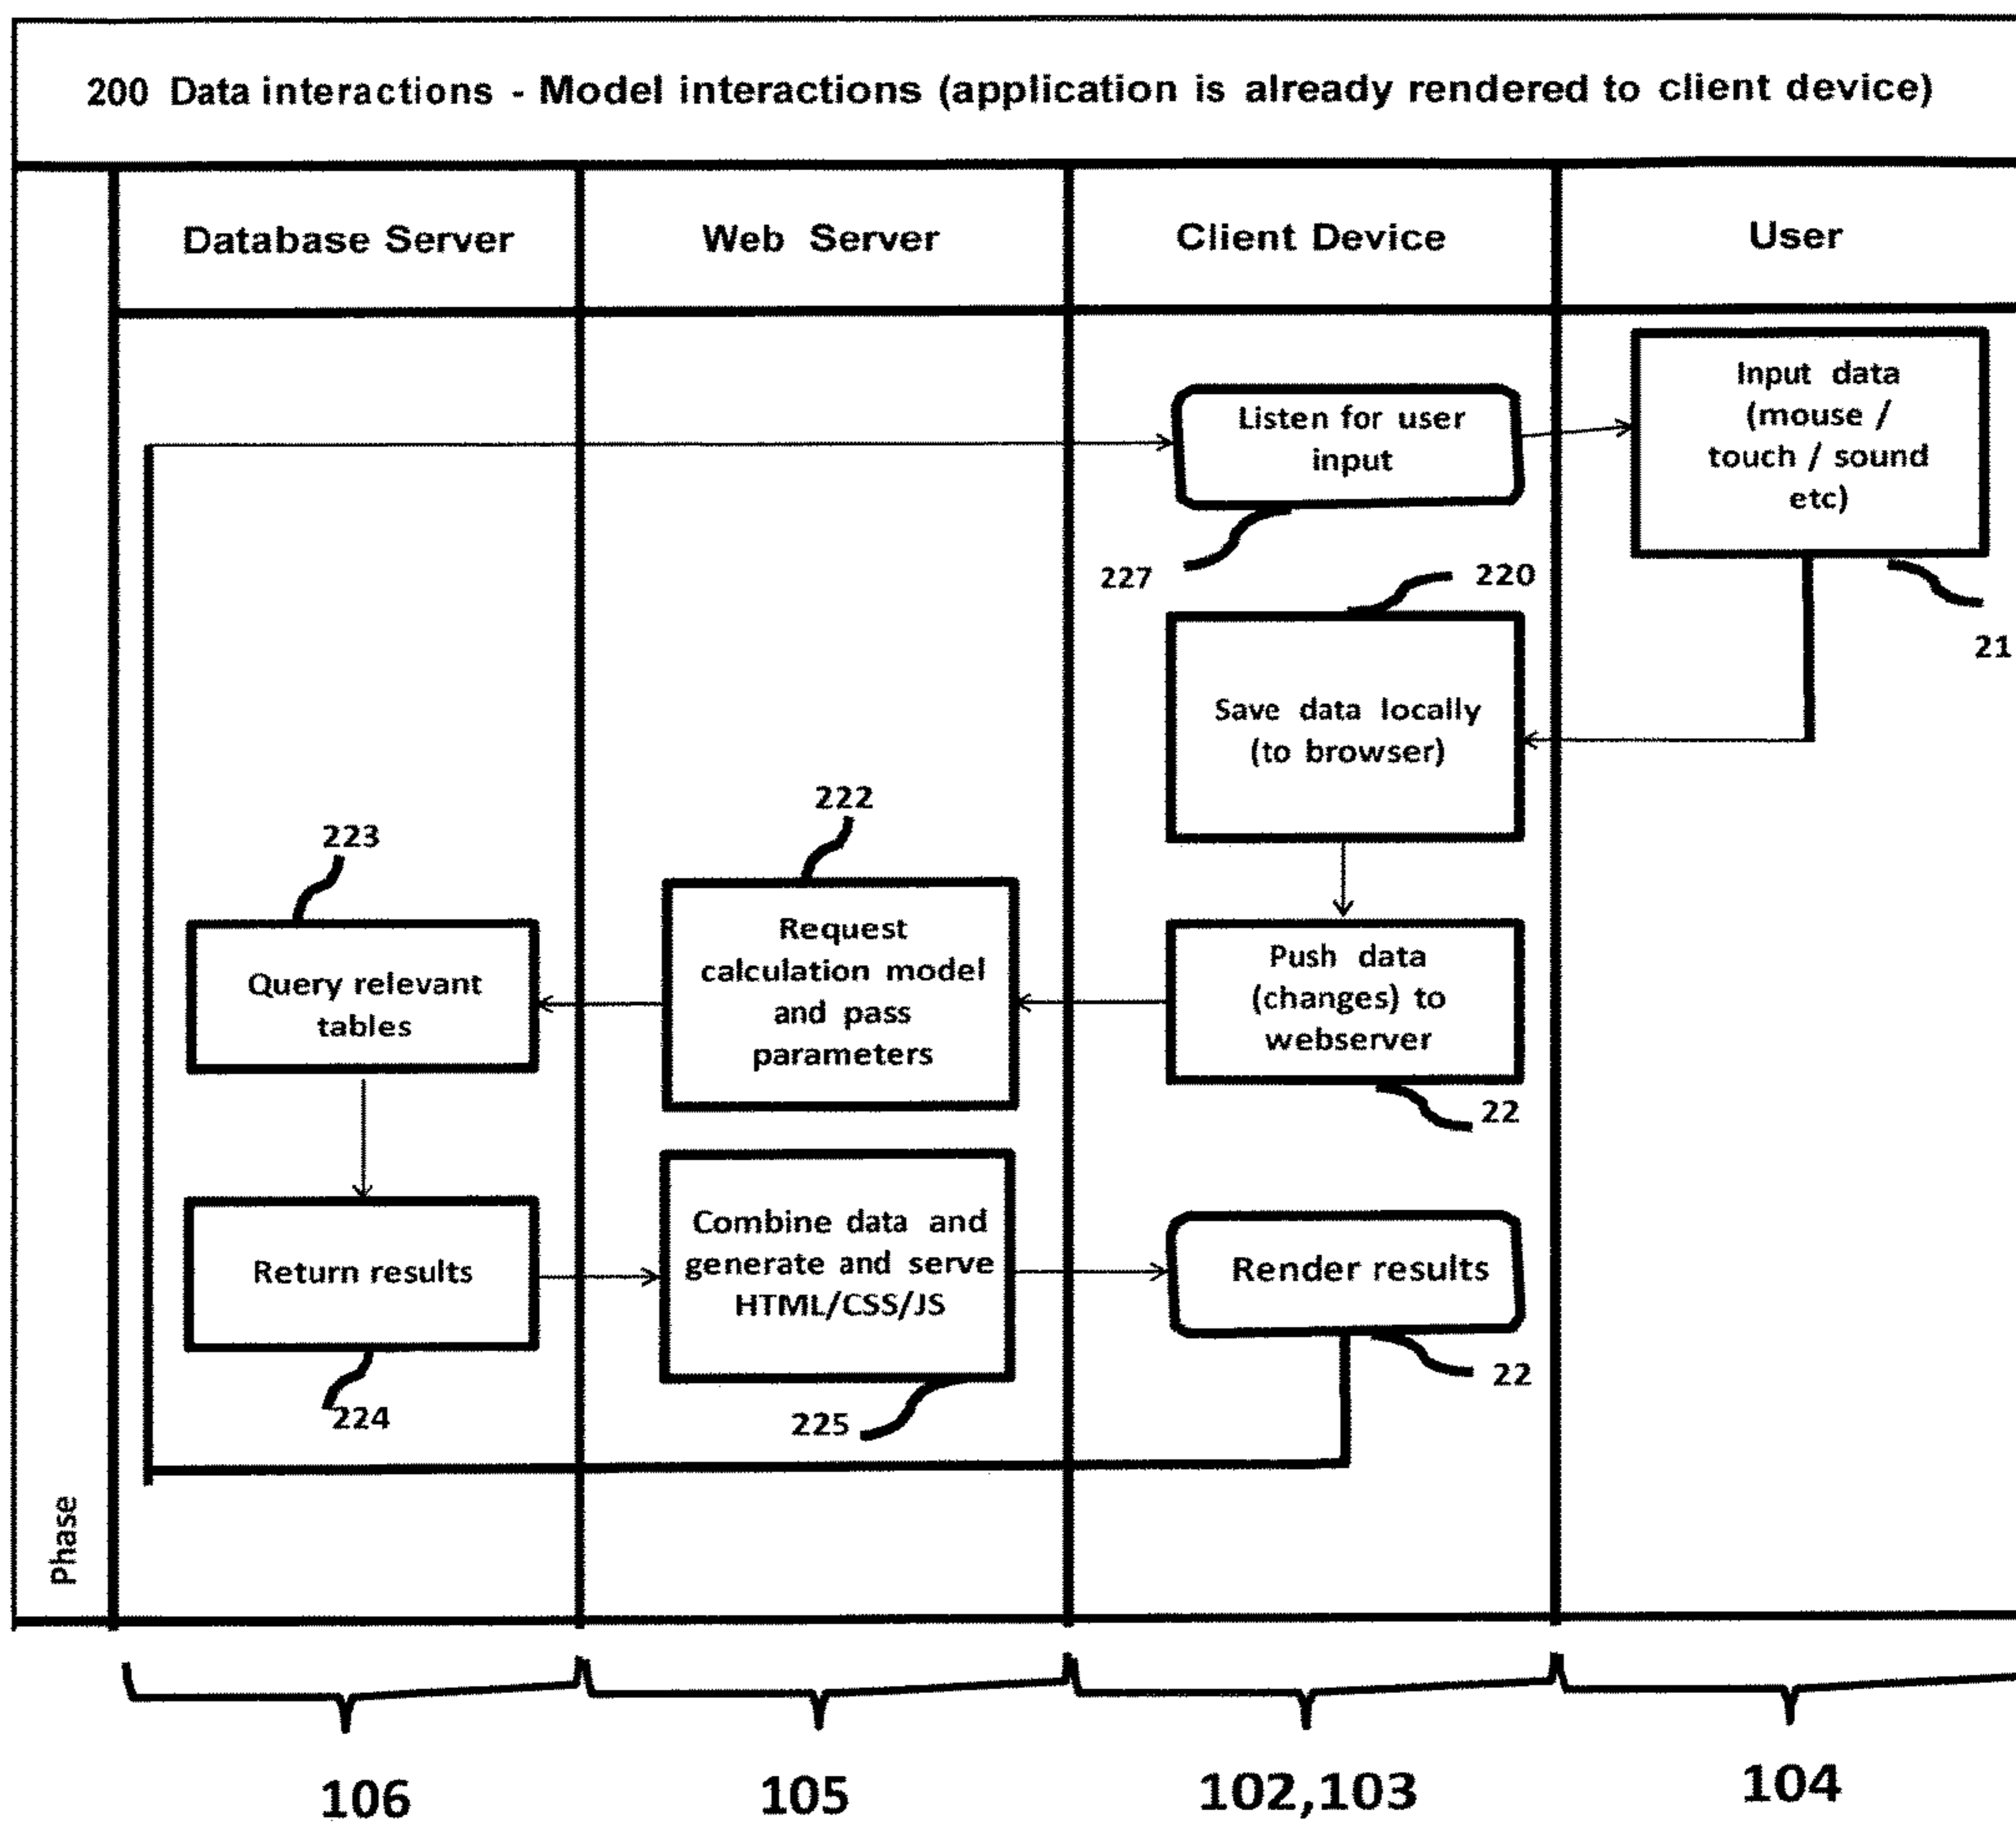 200 Data interactions - Model interactions (application is already rendered to client device)
Database Server
Web Server
Client Device
User
Listen for user
input
227
Input data
(mouse /
touch / sound
etc)
21
220
Save data locally
(to browser)
223
Query relevant
tables
222
Request
calculation model
and pass
parameters
Push data
(changes) to
webserver
22
Return results
224
Combine data and
generate and serve
HTML/CSS/JS
225
Render results
22
Phase
106
105
102,103
104